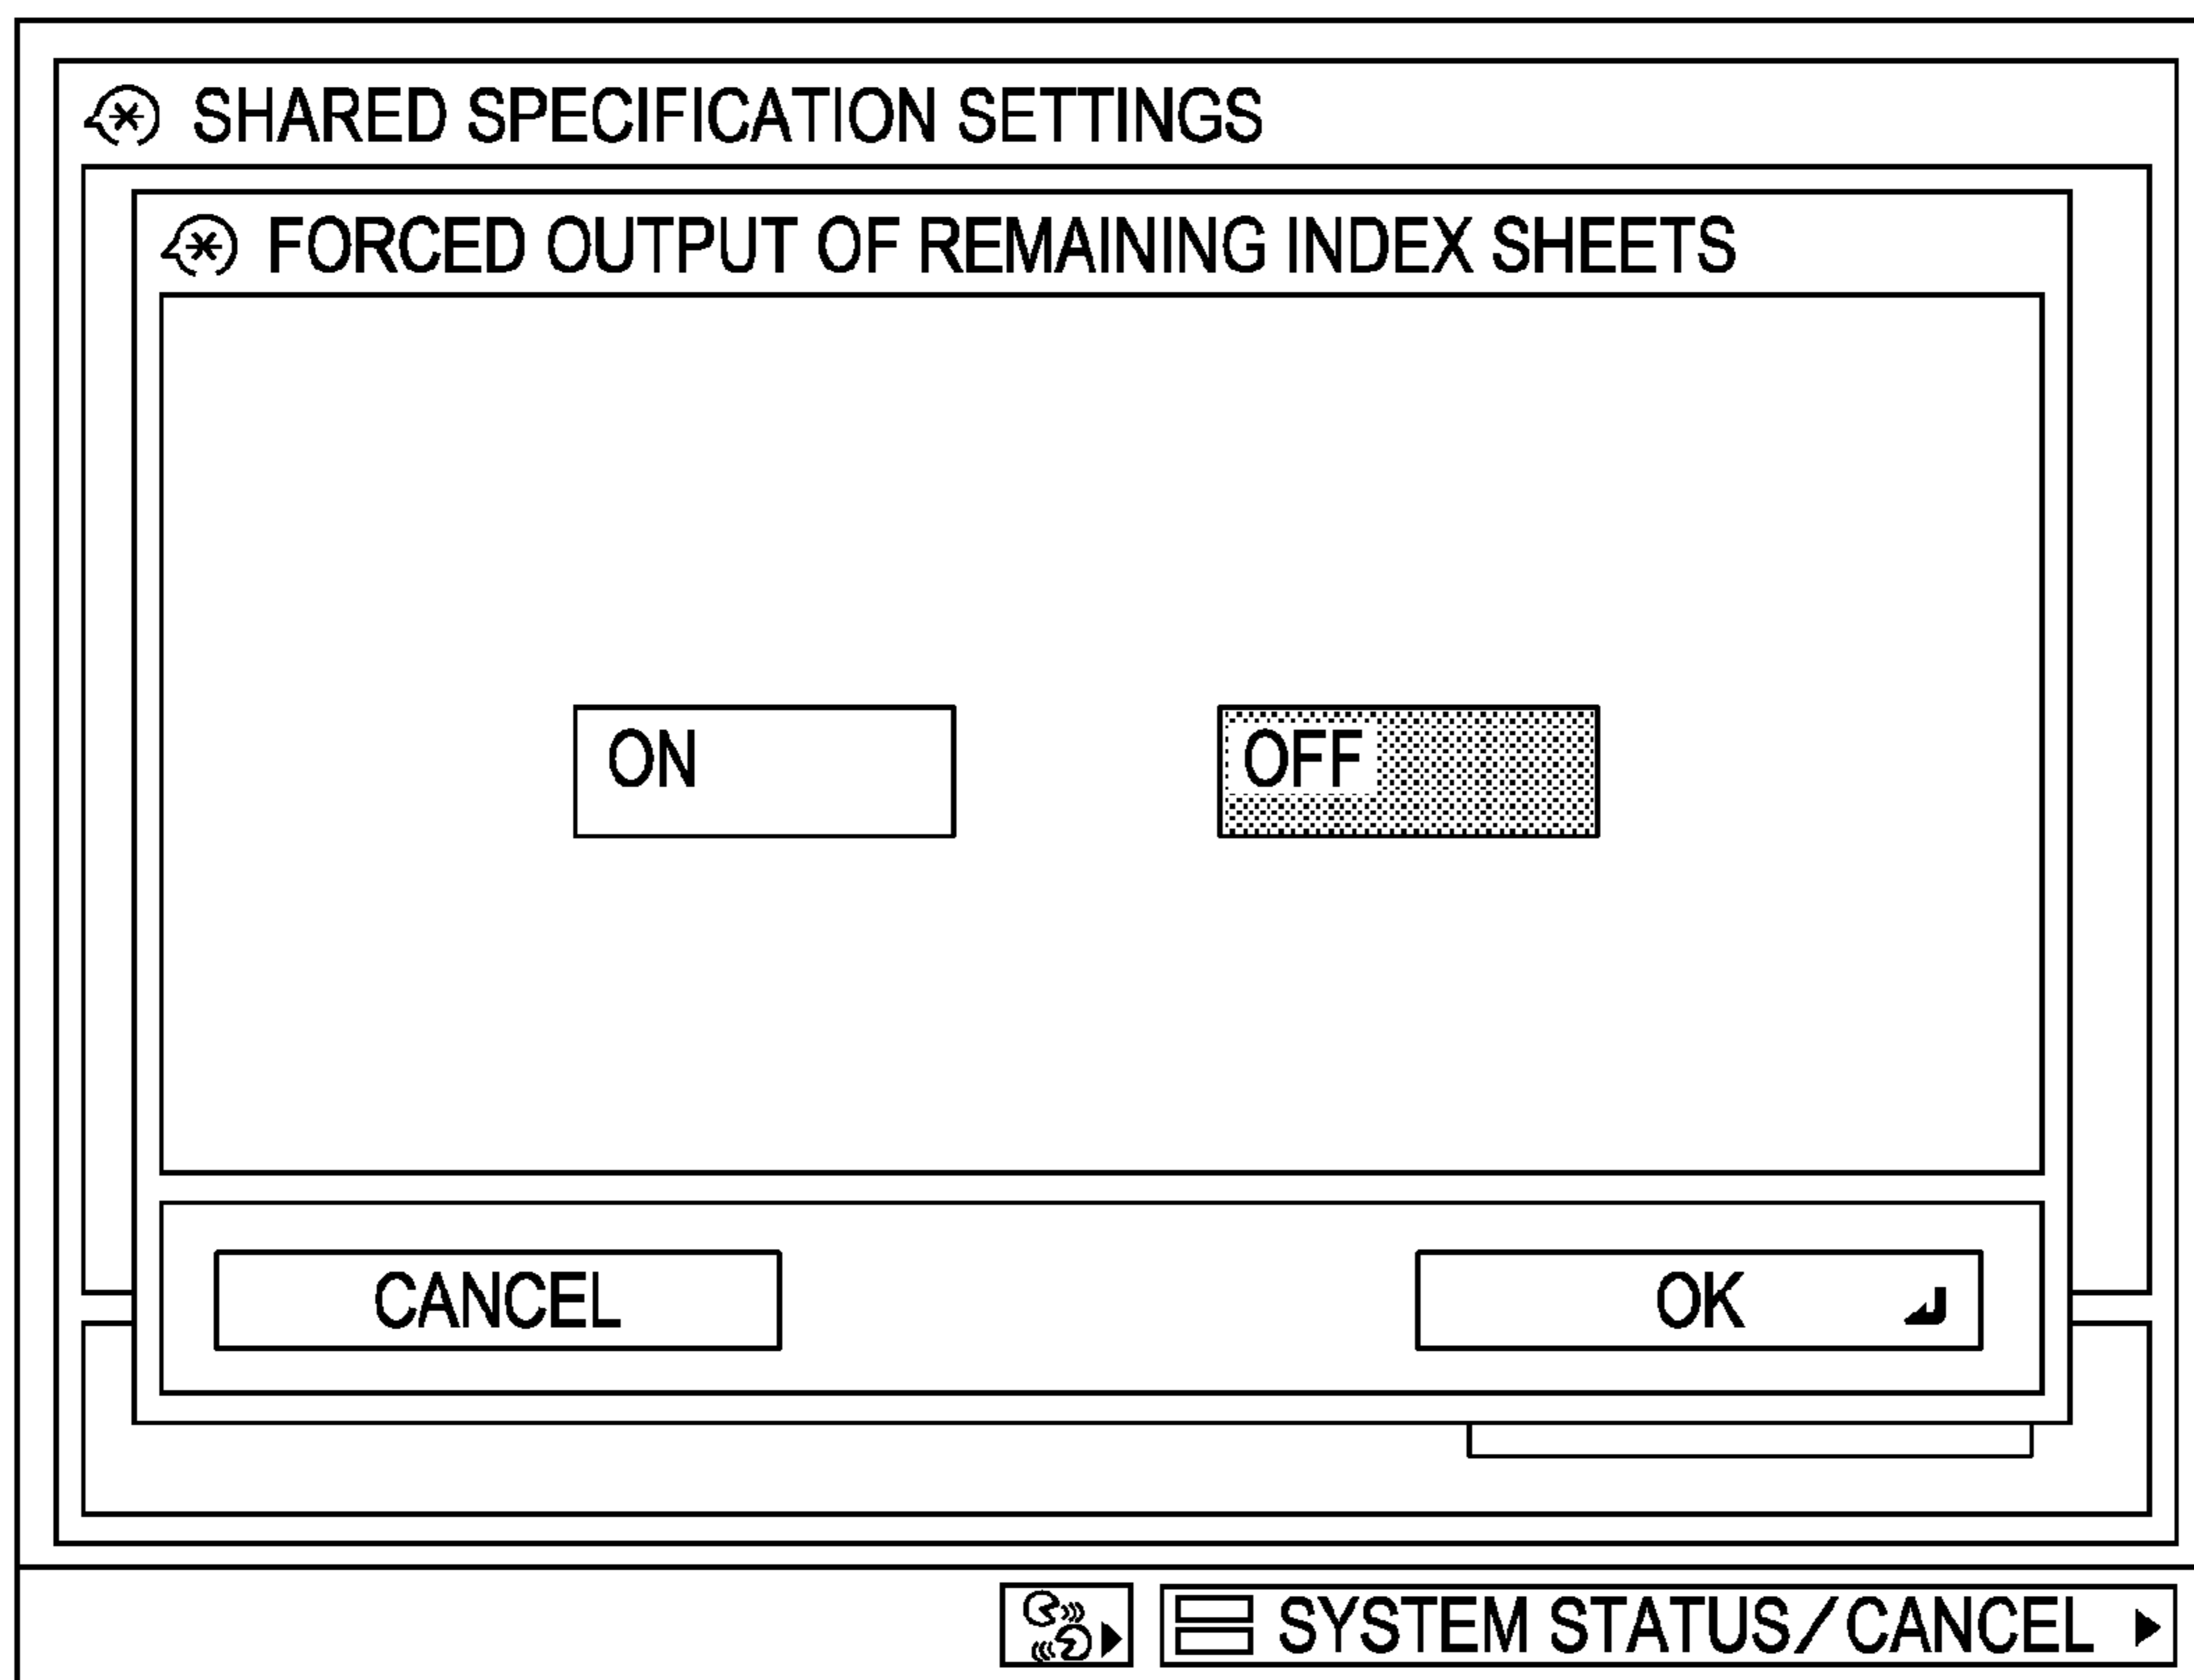 SHARED SPECIFICATION SETTINGS
FORCED OUTPUT OF REMAINING INDEX SHEETS
ON OFF
CANCEL OK
SYSTEM STATUS/CANCEL